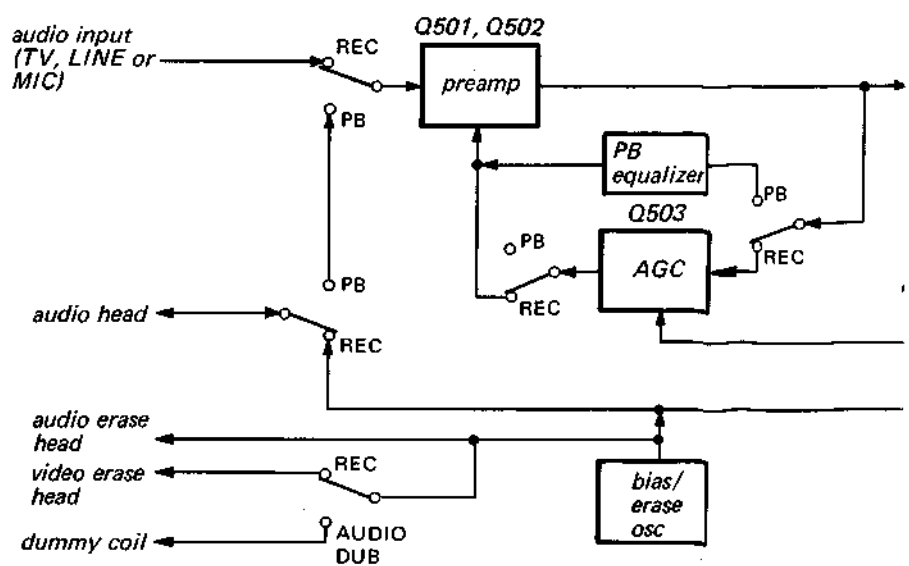 audio input
(TV, LINE or
MIC)
REC
Q501, Q502
preamp
PB
PB
equalizer
PB
Q503
PB
AGC
REC
REC
PB
audio head
REC
audio erase
head
video erase
head
REC
bias/
erase
osc
dummy coil
AUDIO
DUB